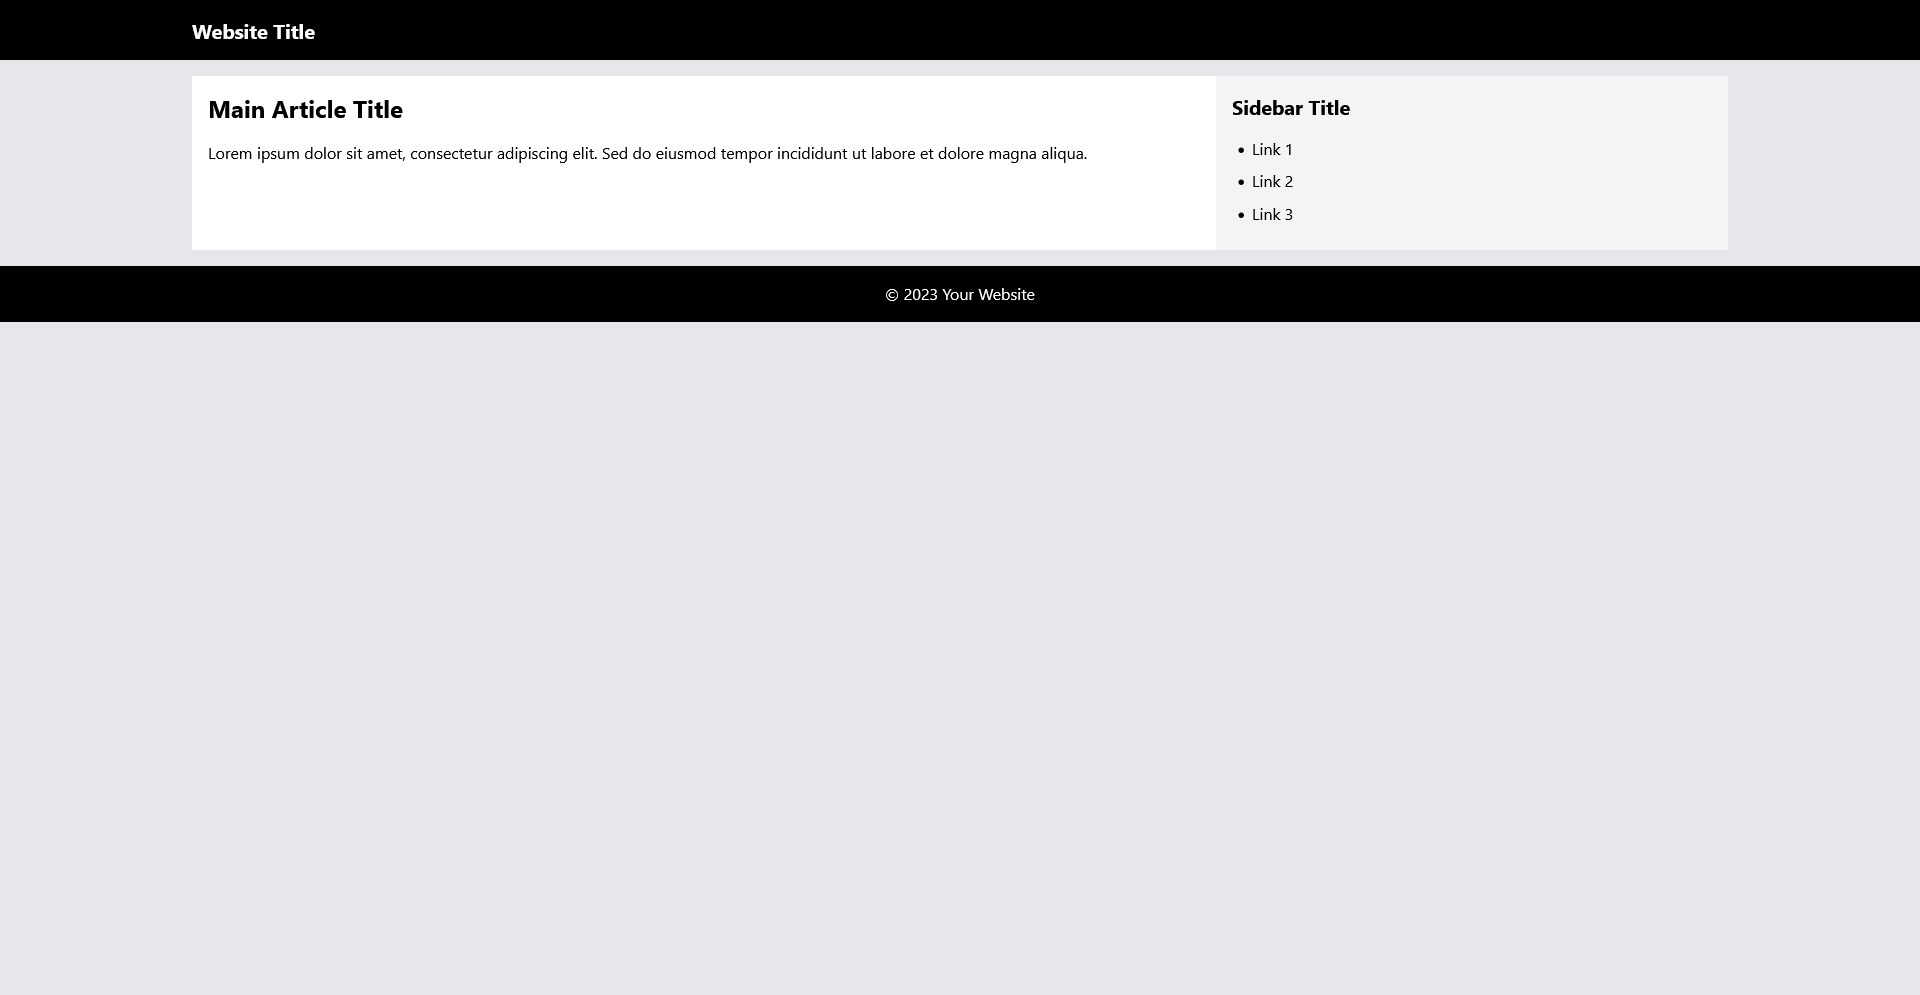 Website Title
Main Article Title
Lorem ipsum dolor sit amet, consectetur adipiscing elit. Sed do eiusmod tempor incididunt ut labore et dolore magna aliqua.
Sidebar Title
• Link 1
• Link 2
• Link 3
© 2023 Your Website